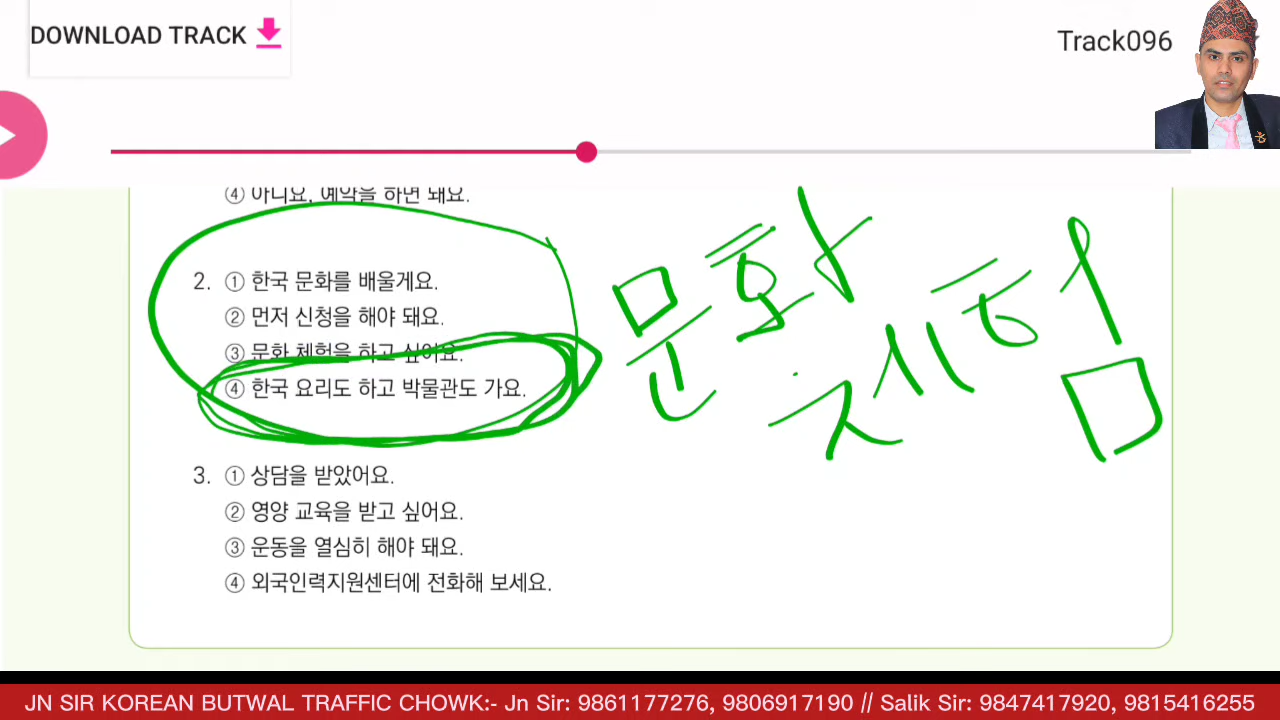 DOWNLOAD TRACK
Track096
④ 아니요, 예약을 하면 돼요.
2. ① 한국 문화를 배울게요.
② 먼저 신청을 해야 돼요.
③ 문화 체험을 하고 싶어요.
④ 한국 요리도 하고 박물관도 가요.
문화
체험
3. ① 상담을 받았어요.
② 영양 교육을 받고 싶어요.
③ 운동을 열심히 해야 돼요.
④ 외국인력지원센터에 전화해 보세요.
JN SIR KOREAN BUTWAL TRAFFIC CHOWK:- Jn Sir: 9861177276, 9806917190 // Salik Sir: 9847417920, 9815416255